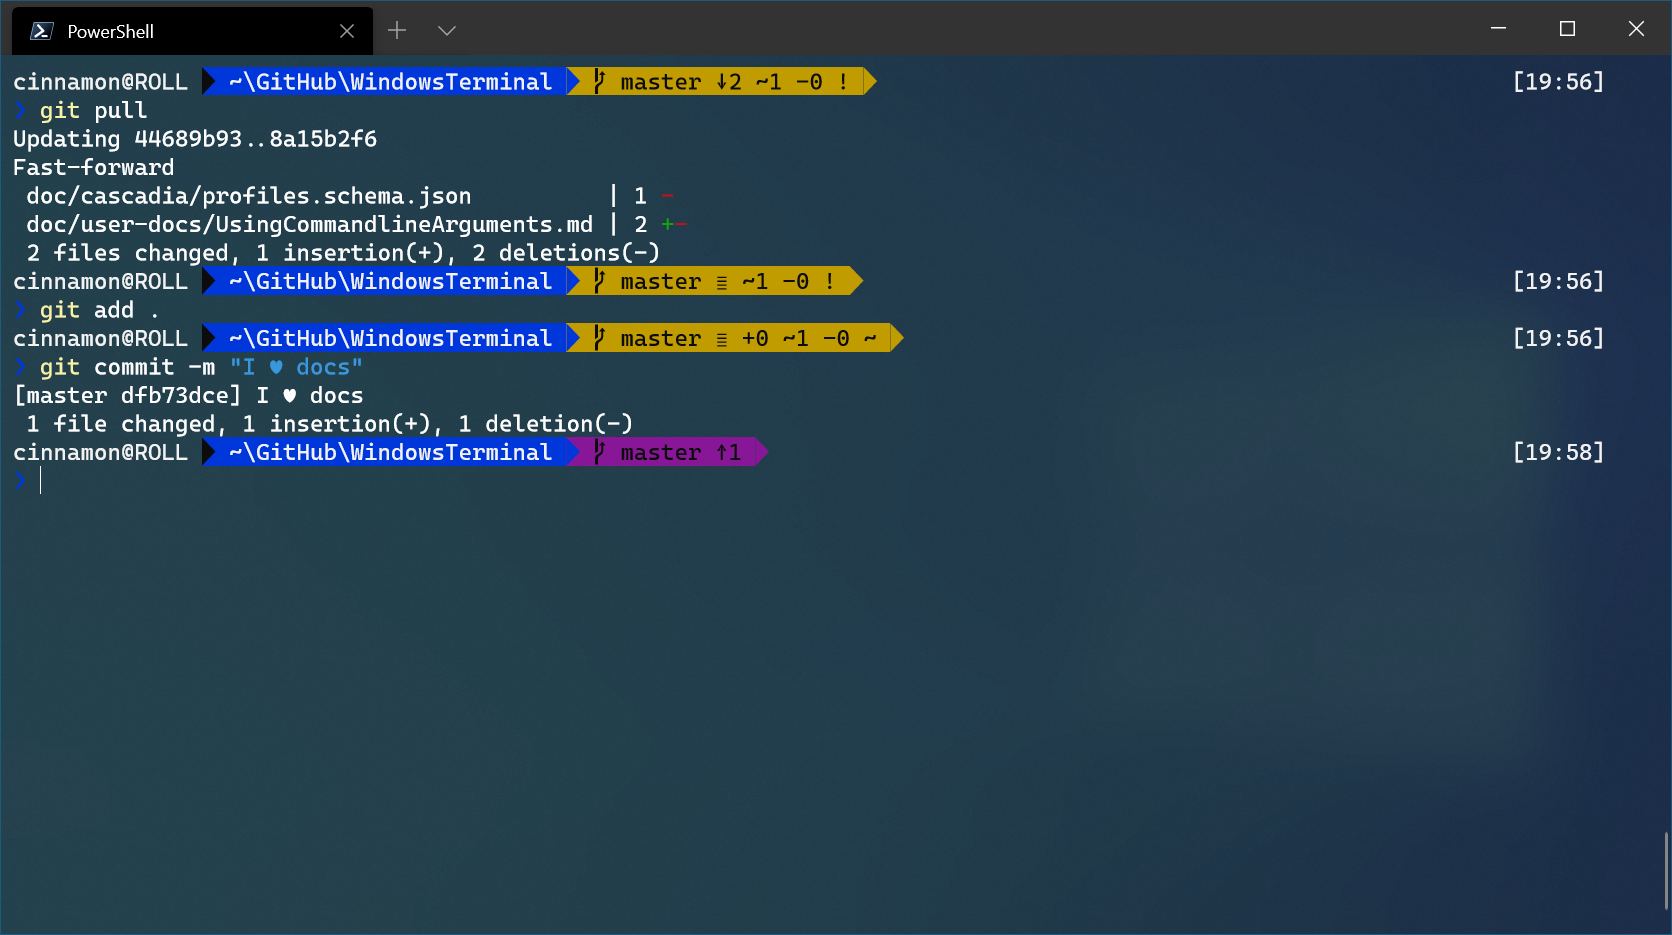 PowerShell
cinnamon@ROLL ~\GitHub\WindowsTerminal master ↓2 ~1 -0 ! [19:56]
❯ git pull
Updating 44689b93..8a15b2f6
Fast-forward
doc/cascadia/profiles.schema.json | 1 -
doc/user-docs/UsingCommandlineArguments.md | 2 +-
2 files changed, 1 insertion(+), 2 deletions(-)
cinnamon@ROLL ~\GitHub\WindowsTerminal master ≣ ~1 -0 ! [19:56]
❯ git add .
cinnamon@ROLL ~\GitHub\WindowsTerminal master ≣ +0 ~1 -0 ~ [19:56]
❯ git commit -m "I ♥ docs"
[master dfb73dce] I ♥ docs
1 file changed, 1 insertion(+), 1 deletion(-)
cinnamon@ROLL ~\GitHub\WindowsTerminal master ↑1 [19:58]
❯